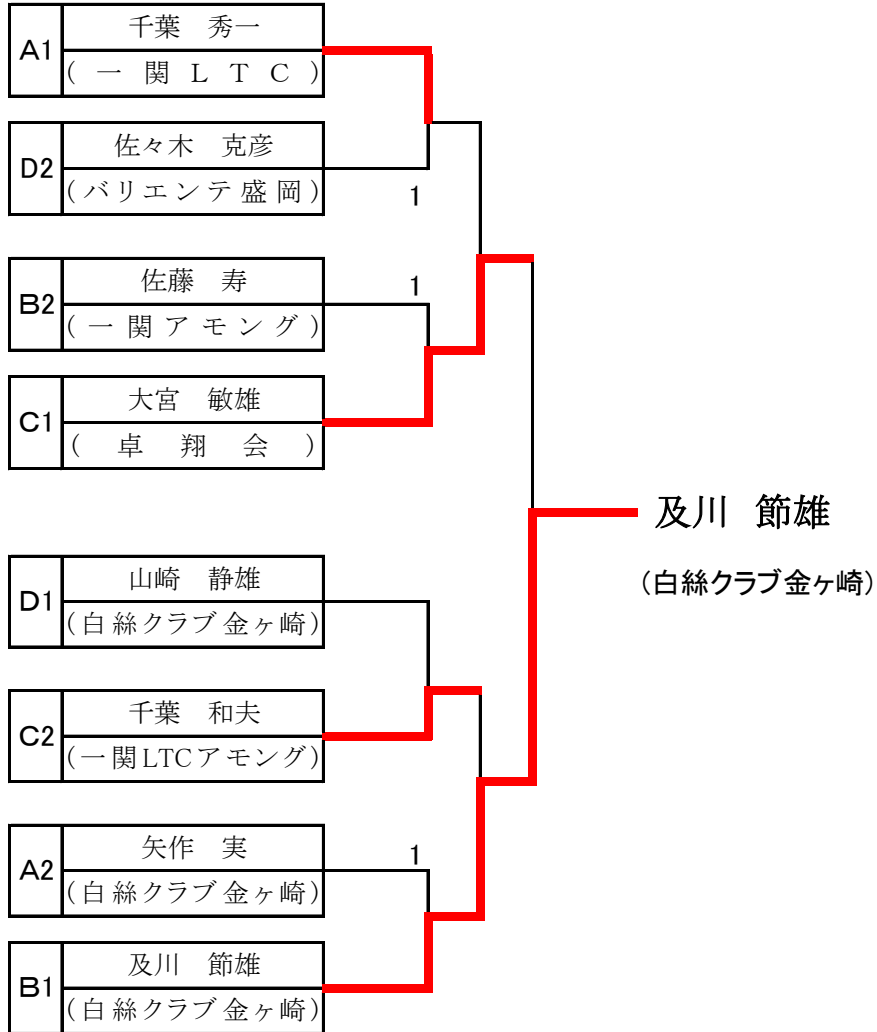 A1
千葉　秀一
(一関LTC)
D2
佐々木　克彦
(バリエンテ盛岡)
1
B2
佐藤　寿
1
(一関アモング)
C1
大宮　敏雄
(卓翔会)
及川　節雄
(白絲クラブ金ヶ崎)
D1
山崎　静雄
(白絲クラブ金ヶ崎)
C2
千葉　和夫
(一関LTCアモング)
A2
矢作　実
1
(白絲クラブ金ヶ崎)
B1
及川　節雄
(白絲クラブ金ヶ崎)